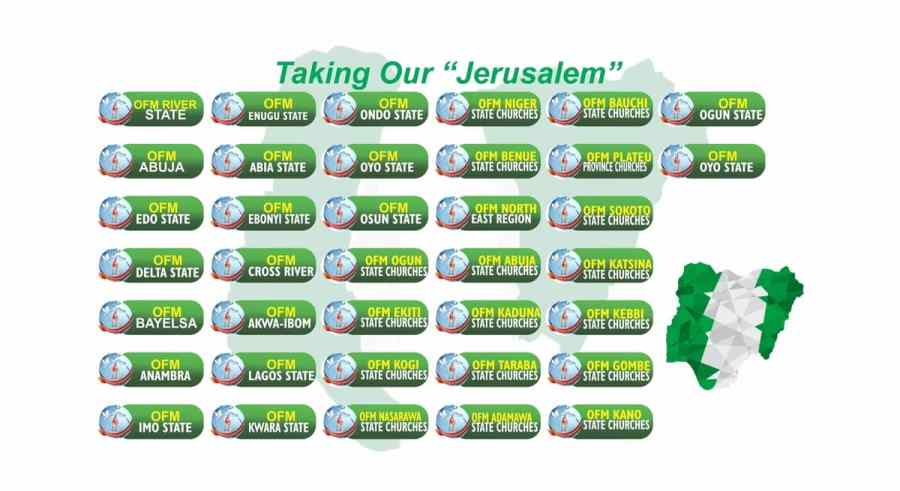 Taking Our “Jerusalem”
OFM RIVER
STATE
OFM
ENUGU STATE
OFM
ONDO STATE
OFM NIGER
STATE CHURCHES
OFM BAUCHI
STATE CHURCHES
OFM
OGUN STATE
OFM
ABUJA
OFM
ABIA STATE
OFM
OYO STATE
OFM BENUE
STATE CHURCHES
OFM PLATEU
PROVINCE CHURCHES
OFM
OYO STATE
OFM
EDO STATE
OFM
EBONYI STATE
OFM
OSUN STATE
OFM NORTH
EAST REGION
OFM SOKOTO
STATE CHURCHES
OFM
DELTA STATE
OFM
CROSS RIVER
OFM OGUN
STATE CHURCHES
OFM ABUJA
STATE CHURCHES
OFM KATSINA
STATE CHURCHES
OFM
BAYELSA
OFM
AKWA-IBOM
OFM EKITI
STATE CHURCHES
OFM KADUNA
STATE CHURCHES
OFM KEBBI
STATE CHURCHES
OFM
ANAMBRA
OFM
LAGOS STATE
OFM KOGI
STATE CHURCHES
OFM TARABA
STATE CHURCHES
OFM GOMBE
STATE CHURCHES
OFM
IMO STATE
OFM
KWARA STATE
OFM NASARAWA
STATE CHURCHES
OFM ADAMAWA
STATE CHURCHES
OFM KANO
STATE CHURCHES